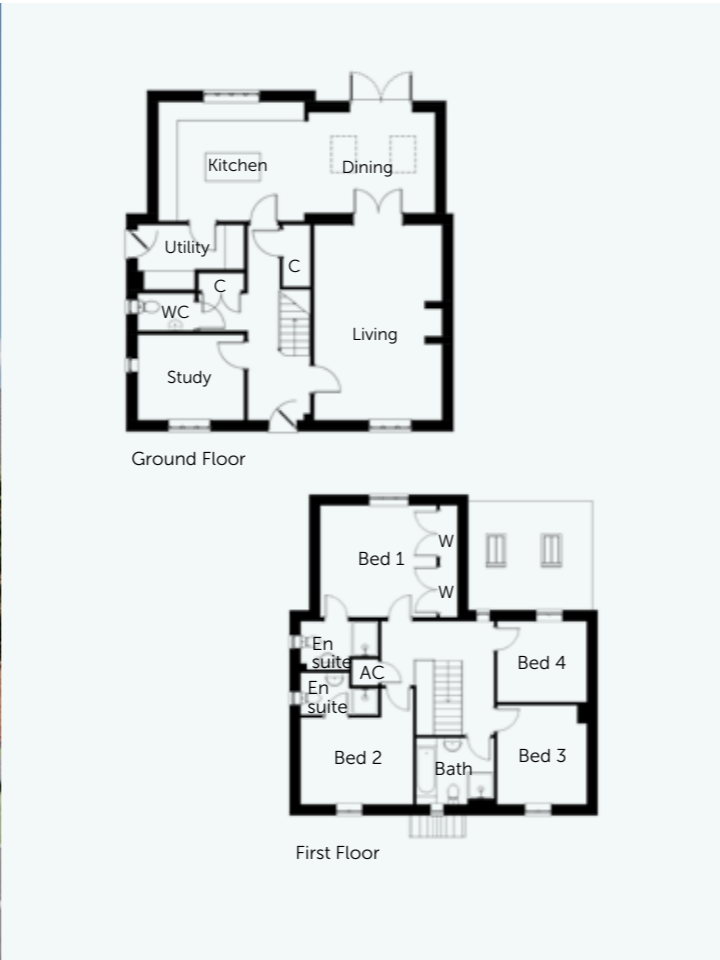 Kitchen
Dining
Utility
C
C
WC
Living
Study
Ground Floor
W
Bed 1
W
En
suite
Bed 4
AC
En
suite
Bed 2
Bed 3
Bath
First Floor